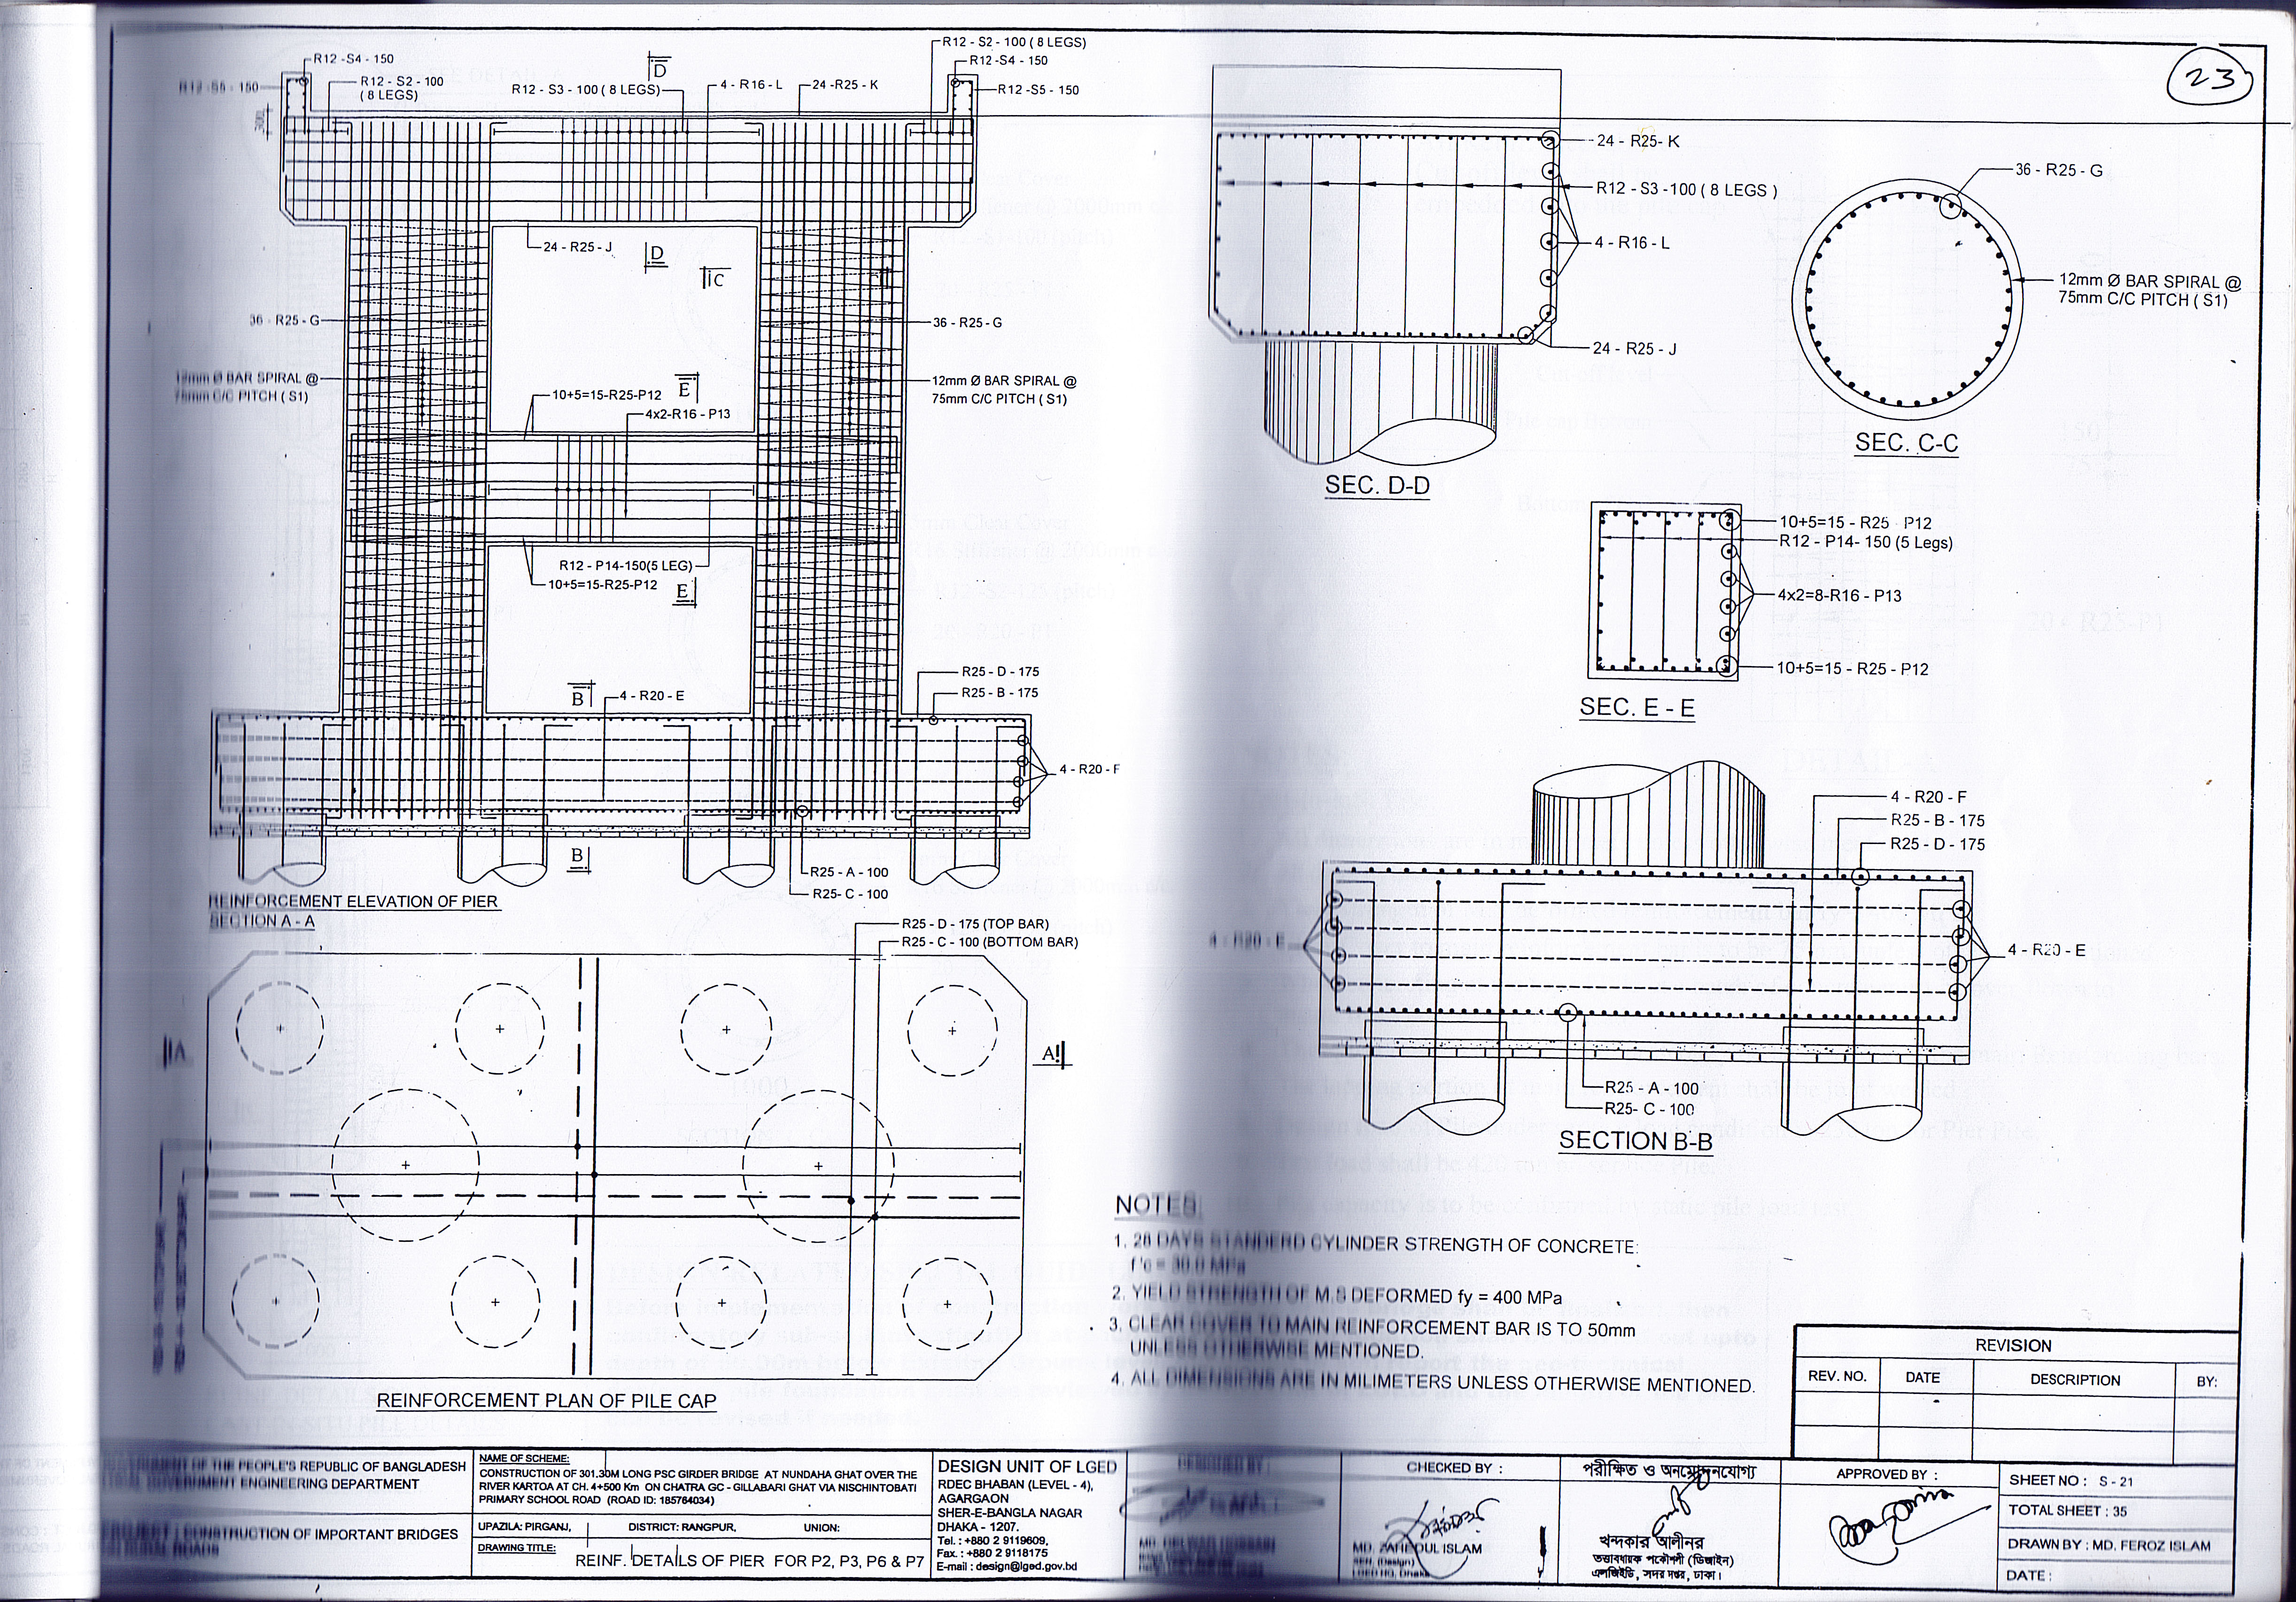 23
R12 -S4 - 150
R12 -S5 - 150
R12 - S2 - 100
( 8 LEGS)
D
R12 - S3 - 100 ( 8 LEGS)
4 - R16 - L
24 -R25 - K
R12 - S2 - 100 ( 8 LEGS)
R12 -S4 - 150
R12 -S5 - 150
300
24 - R25 - J
D
C
36 - R25 - G
36 - R25 - G
12mm Ø BAR SPIRAL @
75mm C/C PITCH ( S1)
10+5=15-R25-P12
E
4x2-R16 - P13
12mm Ø BAR SPIRAL @
75mm C/C PITCH ( S1)
R12 - P14-150(5 LEG)
10+5=15-R25-P12
E
R25 - D - 175
R25 - B - 175
B
4 - R20 - E
4 - R20 - F
B
R25 - A - 100
R25- C - 100
REINFORCEMENT ELEVATION OF PIER
SECTION A - A
R25 - D - 175 (TOP BAR)
R25 - C - 100 (BOTTOM BAR)
A
A
REINFORCEMENT PLAN OF PILE CAP
24 - R25- K
R12 - S3 -100 ( 8 LEGS )
4 - R16 - L
24 - R25 - J
SEC. D-D
36 - R25 - G
12mm Ø BAR SPIRAL @
75mm C/C PITCH ( S1)
SEC. C-C
10+5=15 - R25 - P12
R12 - P14- 150 (5 Legs)
4x2=8-R16 - P13
10+5=15 - R25 - P12
SEC. E - E
4 - R20 - F
R25 - B - 175
R25 - D - 175
4 - R20 - E
4 - R20 - E
R25 - A - 100
R25- C - 100
SECTION B-B
NOTES:
1. 28 DAYS STANDERD CYLINDER STRENGTH OF CONCRETE:
f'c = 30.0 MPa
2. YIELD STRENGTH OF M.S DEFORMED fy = 400 MPa
3. CLEAR COVER TO MAIN REINFORCEMENT BAR IS TO 50mm
UNLESS OTHERWISE MENTIONED.
4. ALL DIMENSIONS ARE IN MILIMETERS UNLESS OTHERWISE MENTIONED.
REVISION
REV. NO. DATE DESCRIPTION BY:
OF THE PEOPLE'S REPUBLIC OF BANGLADESH
GOVERNMENT ENGINEERING DEPARTMENT
CONSTRUCTION OF IMPORTANT BRIDGES
RURAL ROADS
NAME OF SCHEME:
CONSTRUCTION OF 301.30M LONG PSC GIRDER BRIDGE AT NUNDAHA GHAT OVER THE
RIVER KARTOA AT CH. 4+500 Km ON CHATRA GC - GILLABARI GHAT VIA NISCHINTOBATI
PRIMARY SCHOOL ROAD (ROAD ID: 185764034)
UPAZILA: PIRGANJ, DISTRICT: RANGPUR, UNION:
DRAWING TITLE:
REINF. DETAILS OF PIER FOR P2, P3, P6 & P7
DESIGN UNIT OF LGED
RDEC BHABAN (LEVEL - 4),
AGARGAON
SHER-E-BANGLA NAGAR
DHAKA - 1207.
Tel. : +880 2 9119609,
Fax. : +880 2 9118175
E-mail : design@lged.gov.bd
DESIGNED BY :
CHECKED BY :
MD. ZAHEDUL ISLAM
পরীক্ষিত ও অনুমোদনযোগ্য
খন্দকার আলীনূর
তত্ত্বাবধায়ক প্রকৌশলী (ডিজাইন)
এলজিইডি, সদর দপ্তর, ঢাকা।
APPROVED BY :
SHEET NO : S - 21
TOTAL SHEET : 35
DRAWN BY : MD. FEROZ ISLAM
DATE :